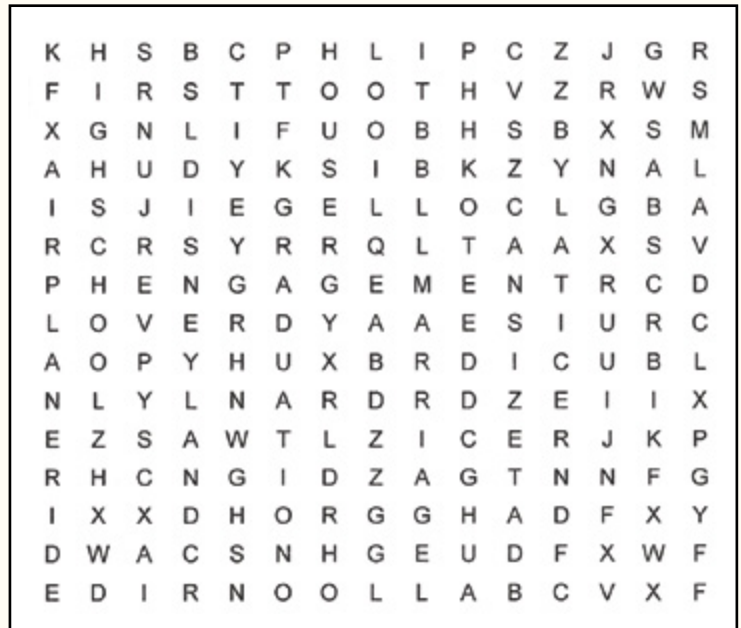 K H S B C P H L I P C Z J G R
F I R S T T O O T H V Z R W S
X G N L I F U O B H S B X S M
A H U D Y K S I B K Z Y N A L
I S J I E G E L L O C L G B A
R C R S Y R R Q L T A A X S V
P H E N G A G E M E N T R C D
L O V E R D Y A A E S I U R C
A O P Y H U X B R D I C U B L
N L Y L N A R D R D Z E I I X
E Z S A W T L Z I C E R J K P
R H C N G I D Z A G T N N F G
I X X D H O R G G H A D F X Y
D W A C S N H G E U D F X W F
E D I R N O O L L A B C V X F